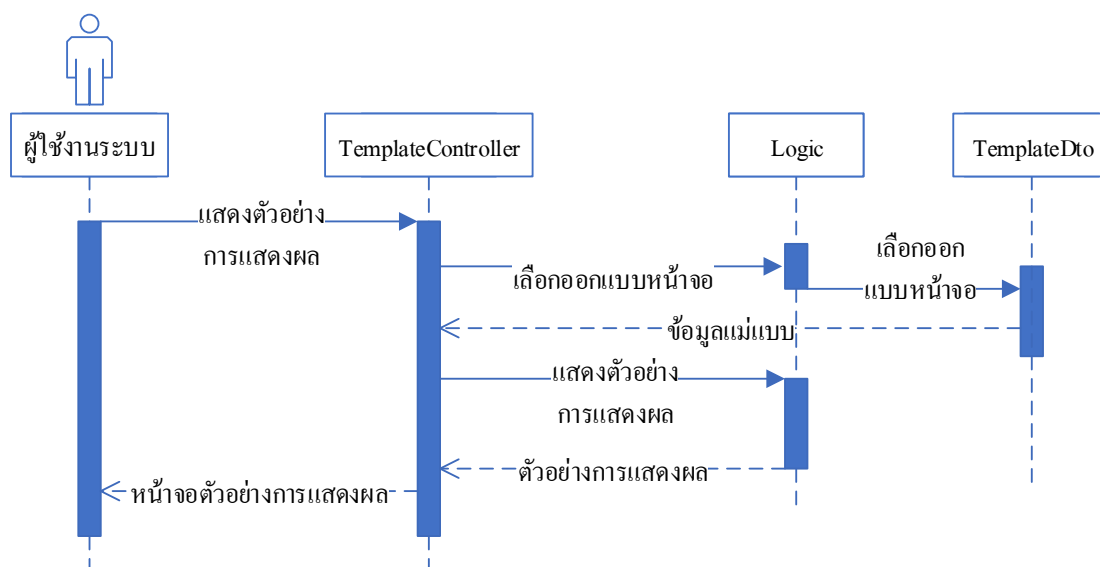 ผู้ใช้งานระบบ
TemplateController
Logic
TemplateDto
แสดงตัวอย่าง
การแสดงผล
เลือกออกแบบหน้าจอ
เลือกออก
แบบหน้าจอ
ข้อมูลแม่แบบ
แสดงตัวอย่าง
การแสดงผล
ตัวอย่างการแสดงผล
หน้าจอตัวอย่างการแสดงผล